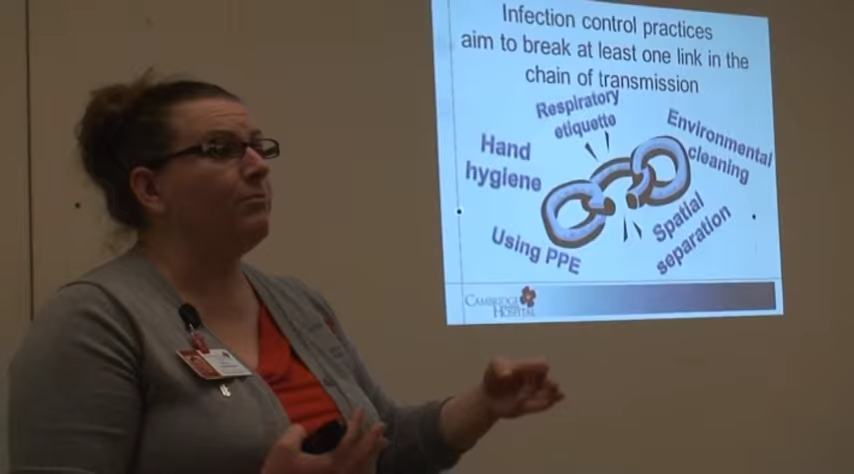 Infection control practices
aim to break at least one link in the
chain of transmission
Respiratory
etiquette
Hand
hygiene
Environmental
cleaning
Using PPE
Spatial
separation
CAMBRIDGE
HOSPITAL